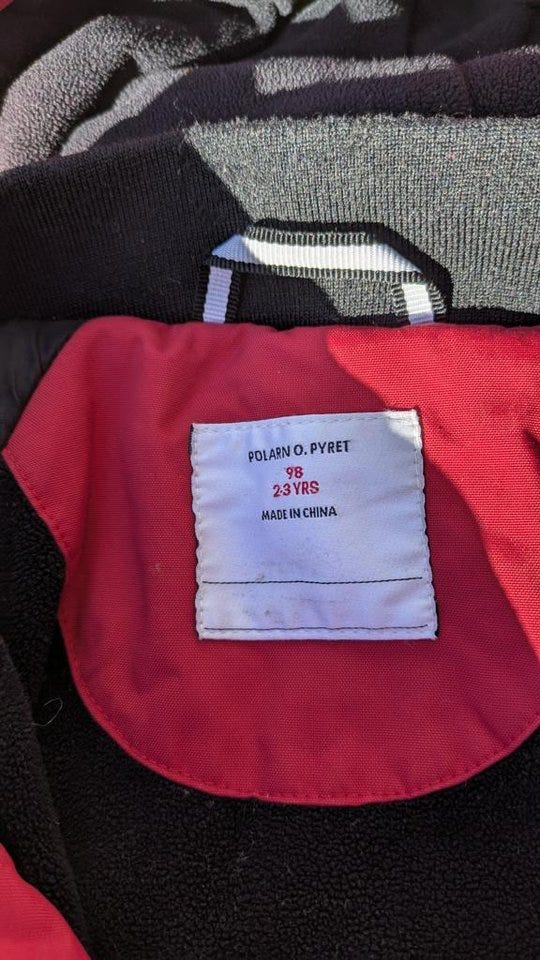 POLARN O. PYRET
98
2-3 YRS
MADE IN CHINA